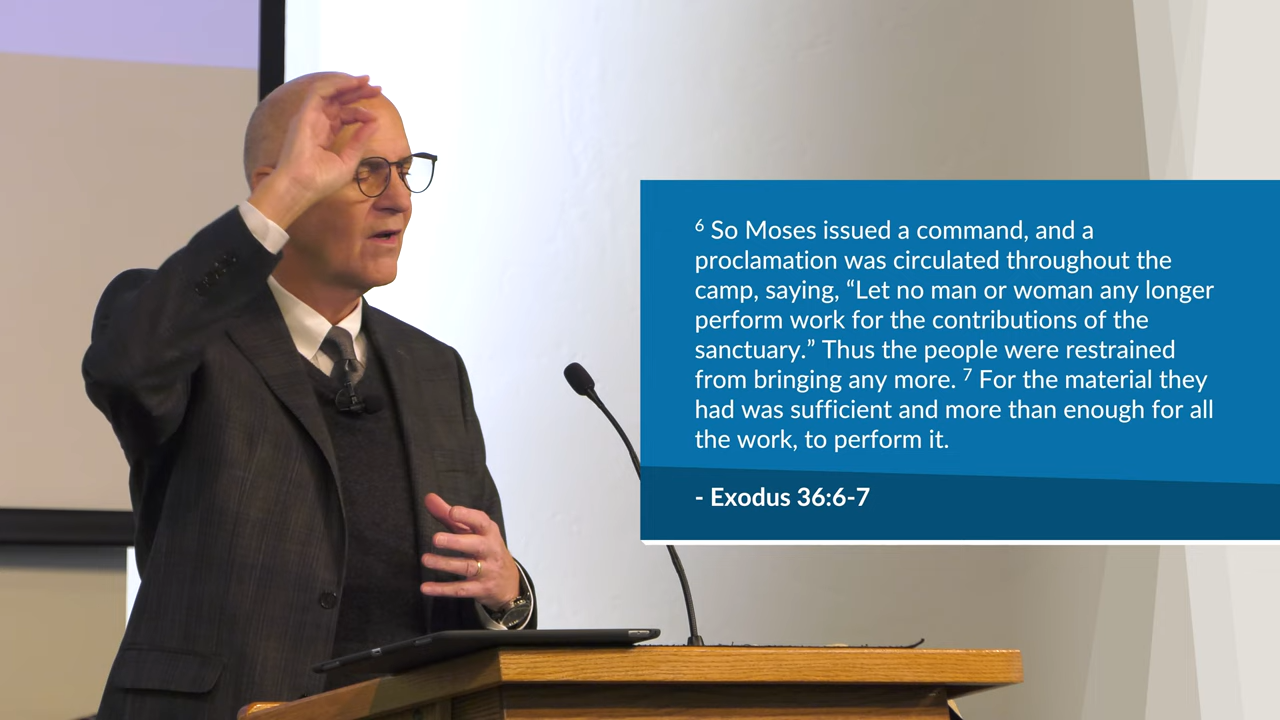 ⁶ So Moses issued a command, and a
proclamation was circulated throughout the
camp, saying, “Let no man or woman any longer
perform work for the contributions of the
sanctuary.” Thus the people were restrained
from bringing any more. ⁷ For the material they
had was sufficient and more than enough for all
the work, to perform it.
- Exodus 36:6-7